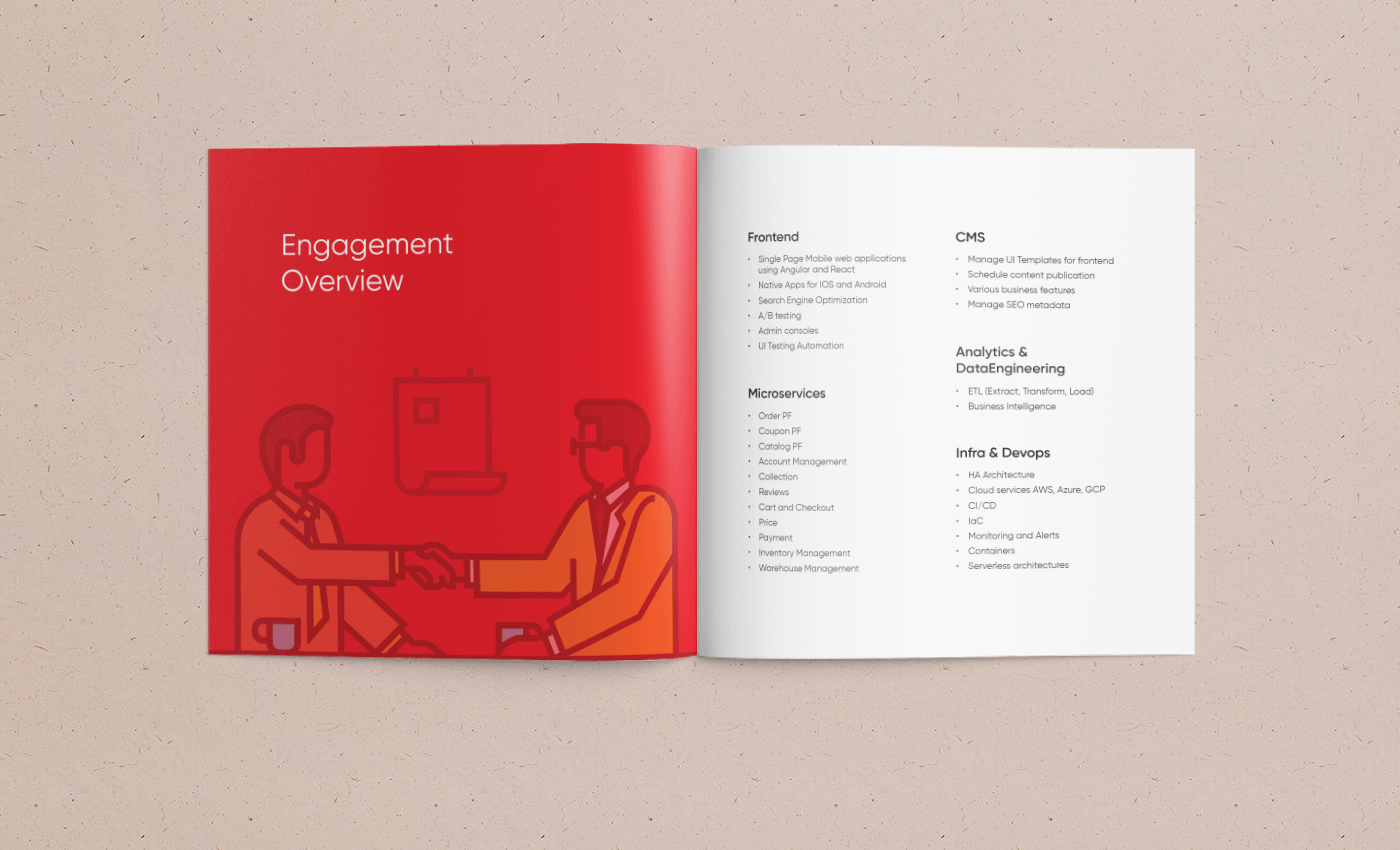 Engagement
Overview
Frontend
• Single Page Mobile web applications
using Angular and React
• Native Apps for IOS and Android
• Search Engine Optimization
• A/B testing
• Admin consoles
• UI Testing Automation
Microservices
• Order PF
• Coupon PF
• Catalog PF
• Account Management
• Collection
• Reviews
• Cart and Checkout
• Price
• Payment
• Inventory Management
• Warehouse Management
CMS
• Manage UI Templates for frontend
• Schedule content publication
• Various business features
• Manage SEO metadata
Analytics &
DataEngineering
• ETL (Extract, Transform, Load)
• Business Intelligence
Infra & Devops
• HA Architecture
• Cloud services AWS, Azure, GCP
• CI/CD
• IaC
• Monitoring and Alerts
• Containers
• Serverless architectures